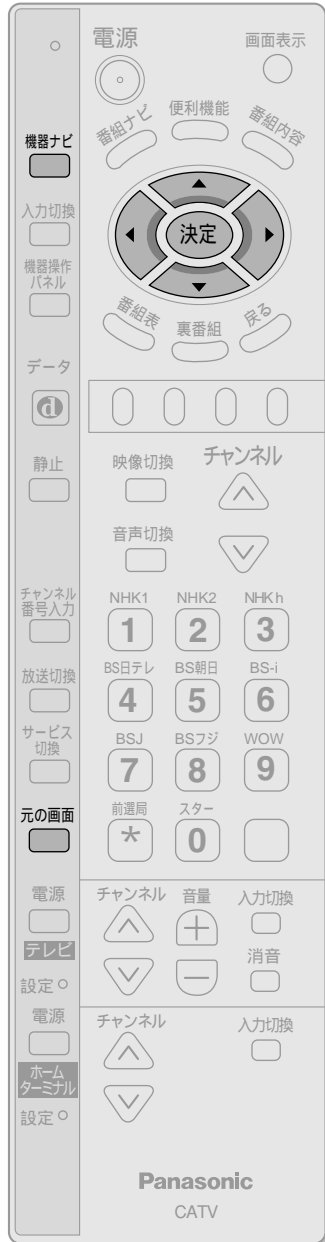 電源
画面表示
機器ナビ
番組ナビ
便利機能
番組内容
入力切換
決定
機器操作
パネル
番組表
裏番組
戻る
データ
d
静止
映像切換
チャンネル
音声切換
チャンネル
番号入力
NHK1
NHK2
NHK h
1
2
3
放送切換
BS日テレ
BS朝日
BS-i
4
5
6
サービス
切換
BSJ
BSフジ
WOW
7
8
9
元の画面
前選局
スター
*
0
電源
テレビ
設定
チャンネル
音量
入力切換
+
−
消音
電源
ホーム
ターミナル
設定
チャンネル
入力切換
Panasonic
CATV